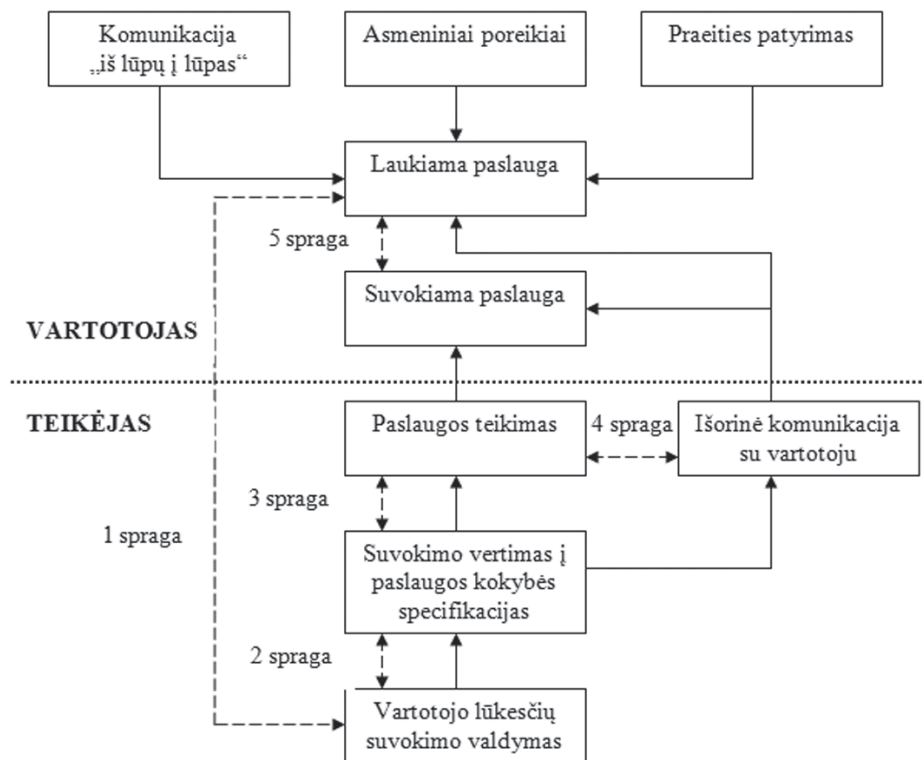 Komunikacija
„iš lūpų į lūpas“
Asmeniniai poreikiai
Praeities patyrimas
Laukiama paslauga
5 spraga
Suvokiama paslauga
VARTOTOJAS
TEIKĖJAS
Paslaugos teikimas
4 spraga
Išorinė komunikacija
su vartotoju
3 spraga
1 spraga
Suvokimo vertimas į
paslaugos kokybės
specifikacijas
2 spraga
Vartotojo lūkesčių
suvokimo valdymas